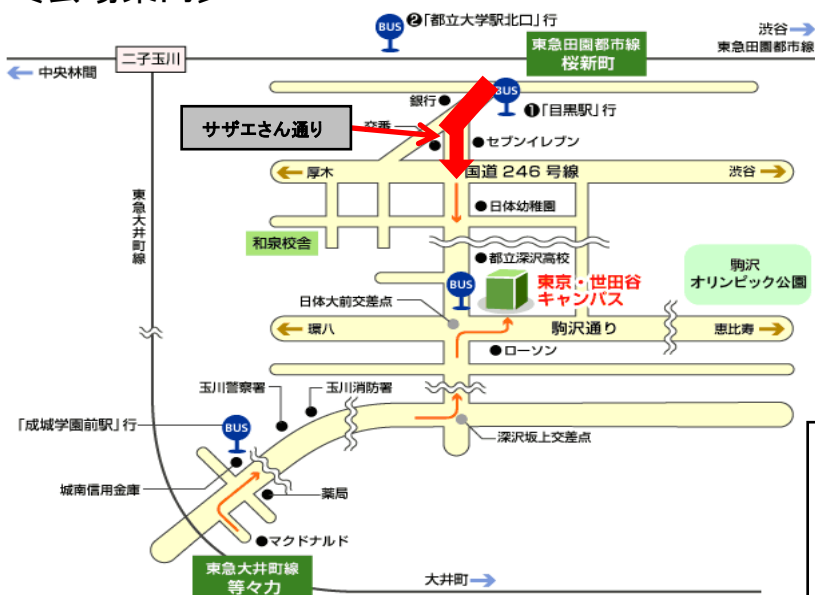 BUS ❷「都立大学駅北口」行
渋谷
東急田園都市線
東急田園都市線
桜新町
二子玉川
中央林間
BUS
❶「目黒駅」行
銀行
サザエさん通り
交番
セブンイレブン
厚木
国道 246 号線
渋谷
東急大井町線
日体幼稚園
和泉校舎
都立深沢高校
BUS
東京・世田谷
キャンパス
駒沢
オリンピック公園
日体大前交差点
環八
駒沢通り
恵比寿
ローソン
玉川警察署
玉川消防署
「成城学園前駅」行
BUS
深沢坂上交差点
城南信用金庫
薬局
マクドナルド
東急大井町線
等々力
大井町